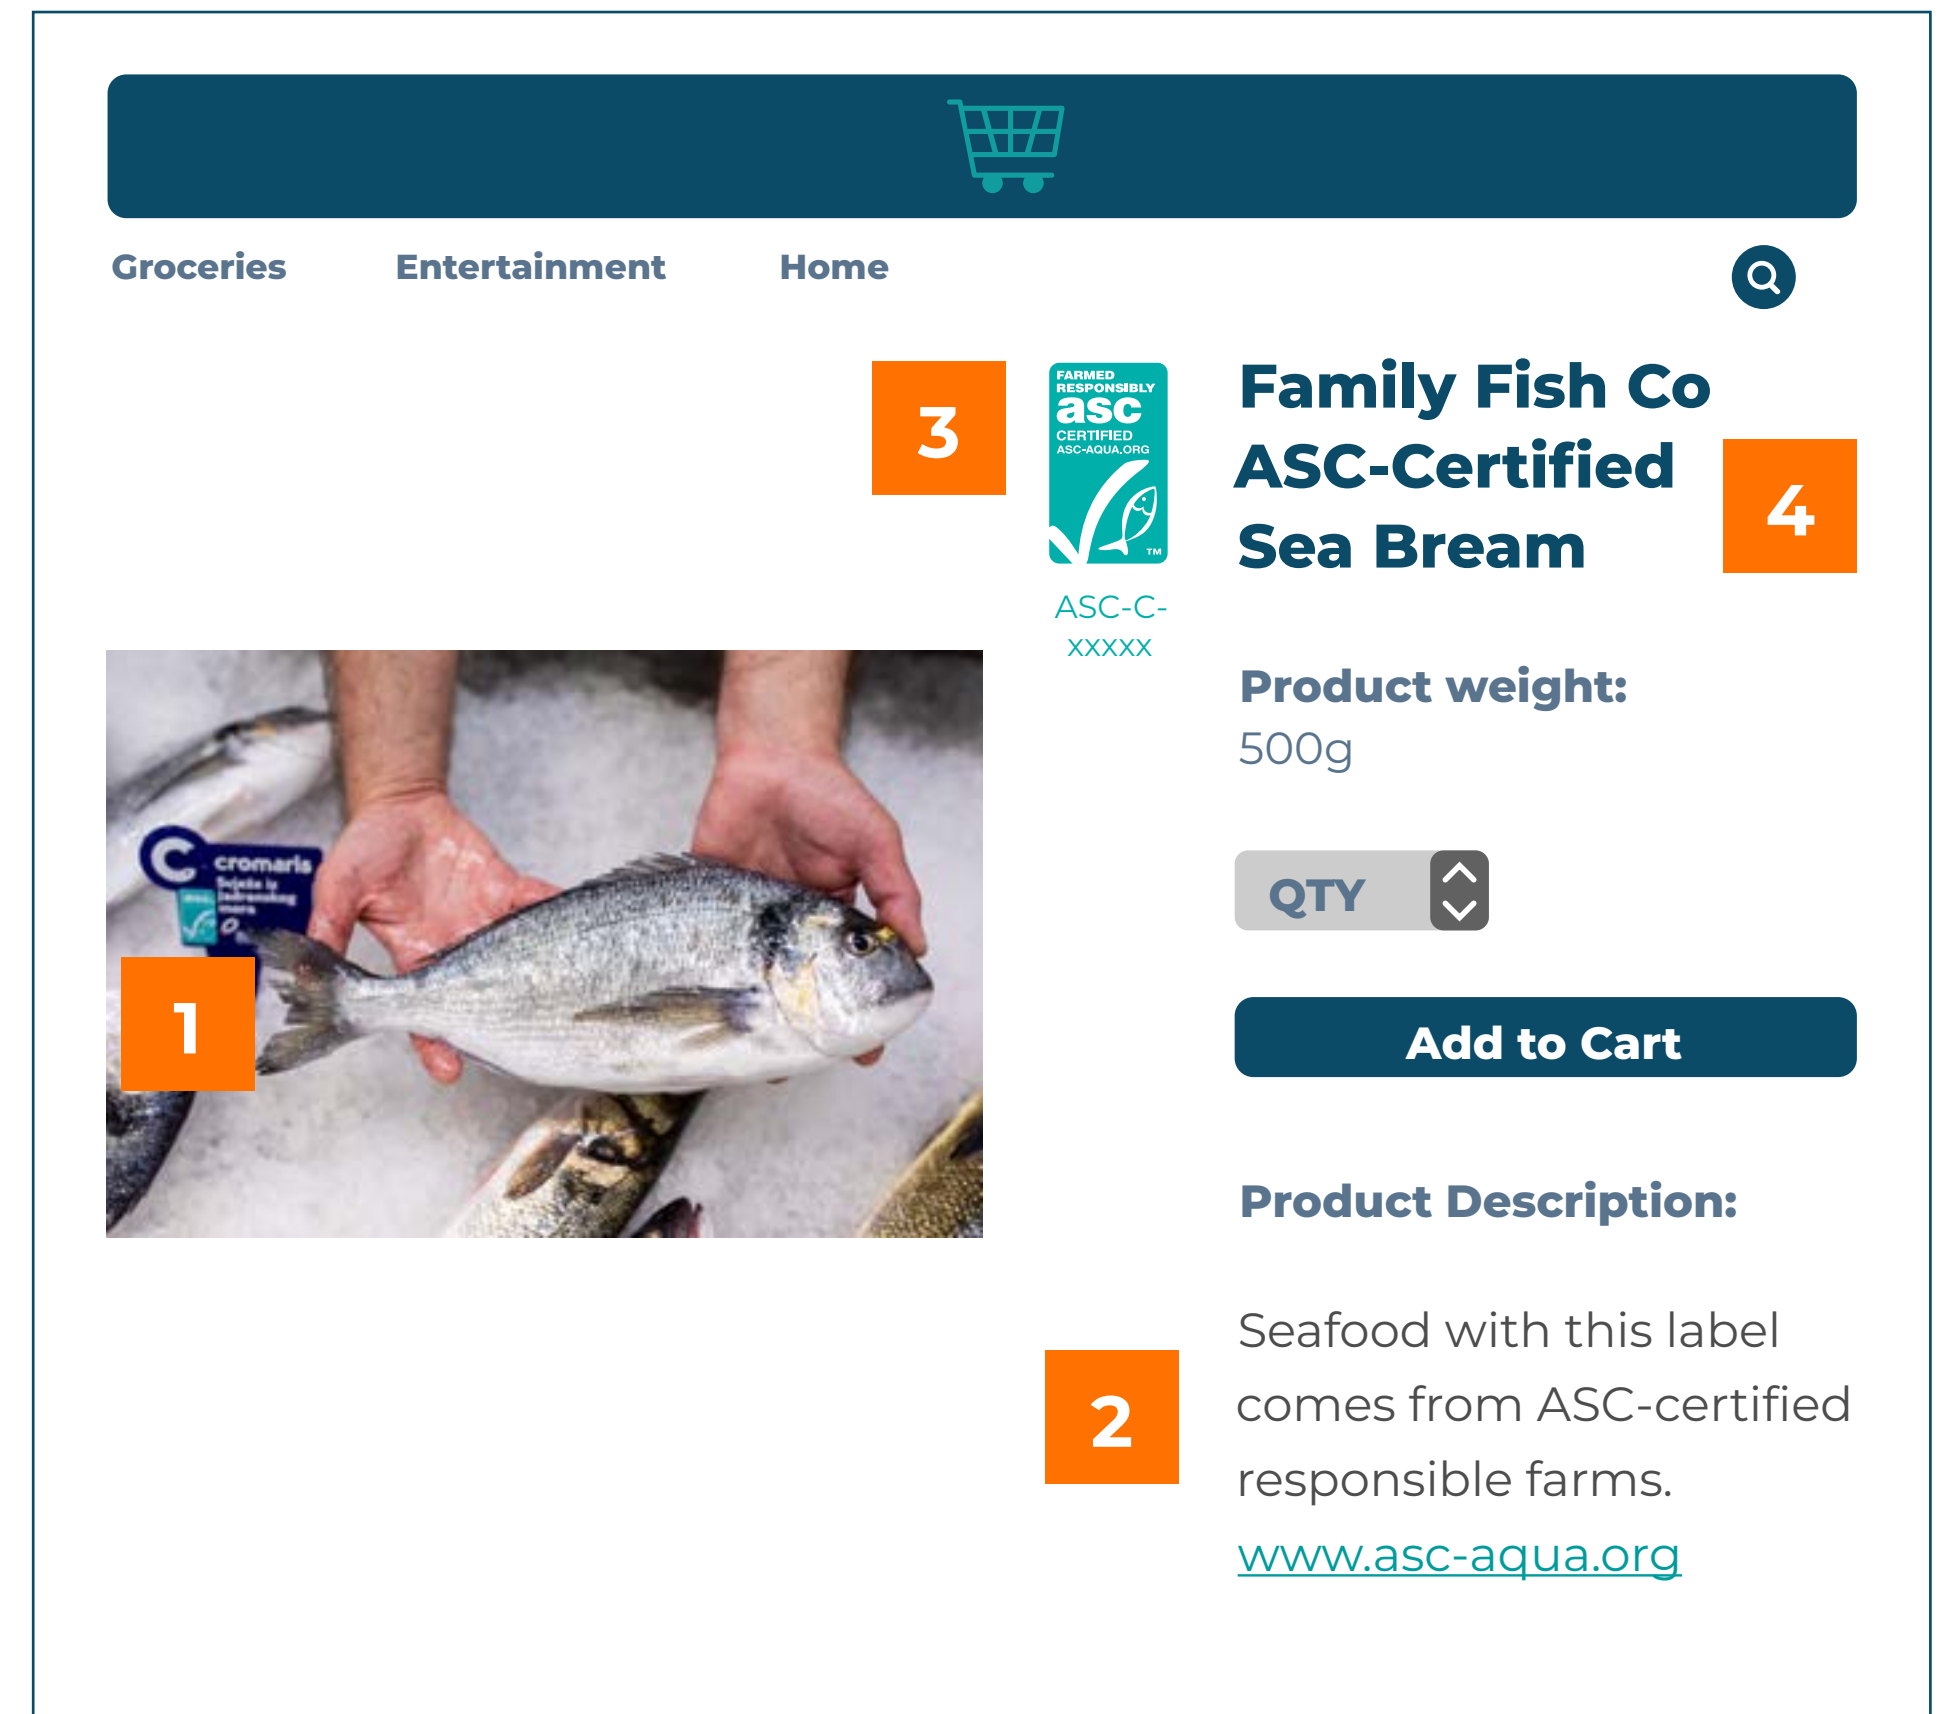 Groceries Entertainment Home
3
FARMED
RESPONSIBLY
asc
CERTIFIED
ASC-AQUA.ORG
TM
ASC-C-
xxxxx
Family Fish Co
ASC-Certified
Sea Bream
4
Product weight:
500g
QTY
Add to Cart
C
cromaris
1
Product Description:
2
Seafood with this label
comes from ASC-certified
responsible farms.
www.asc-aqua.org